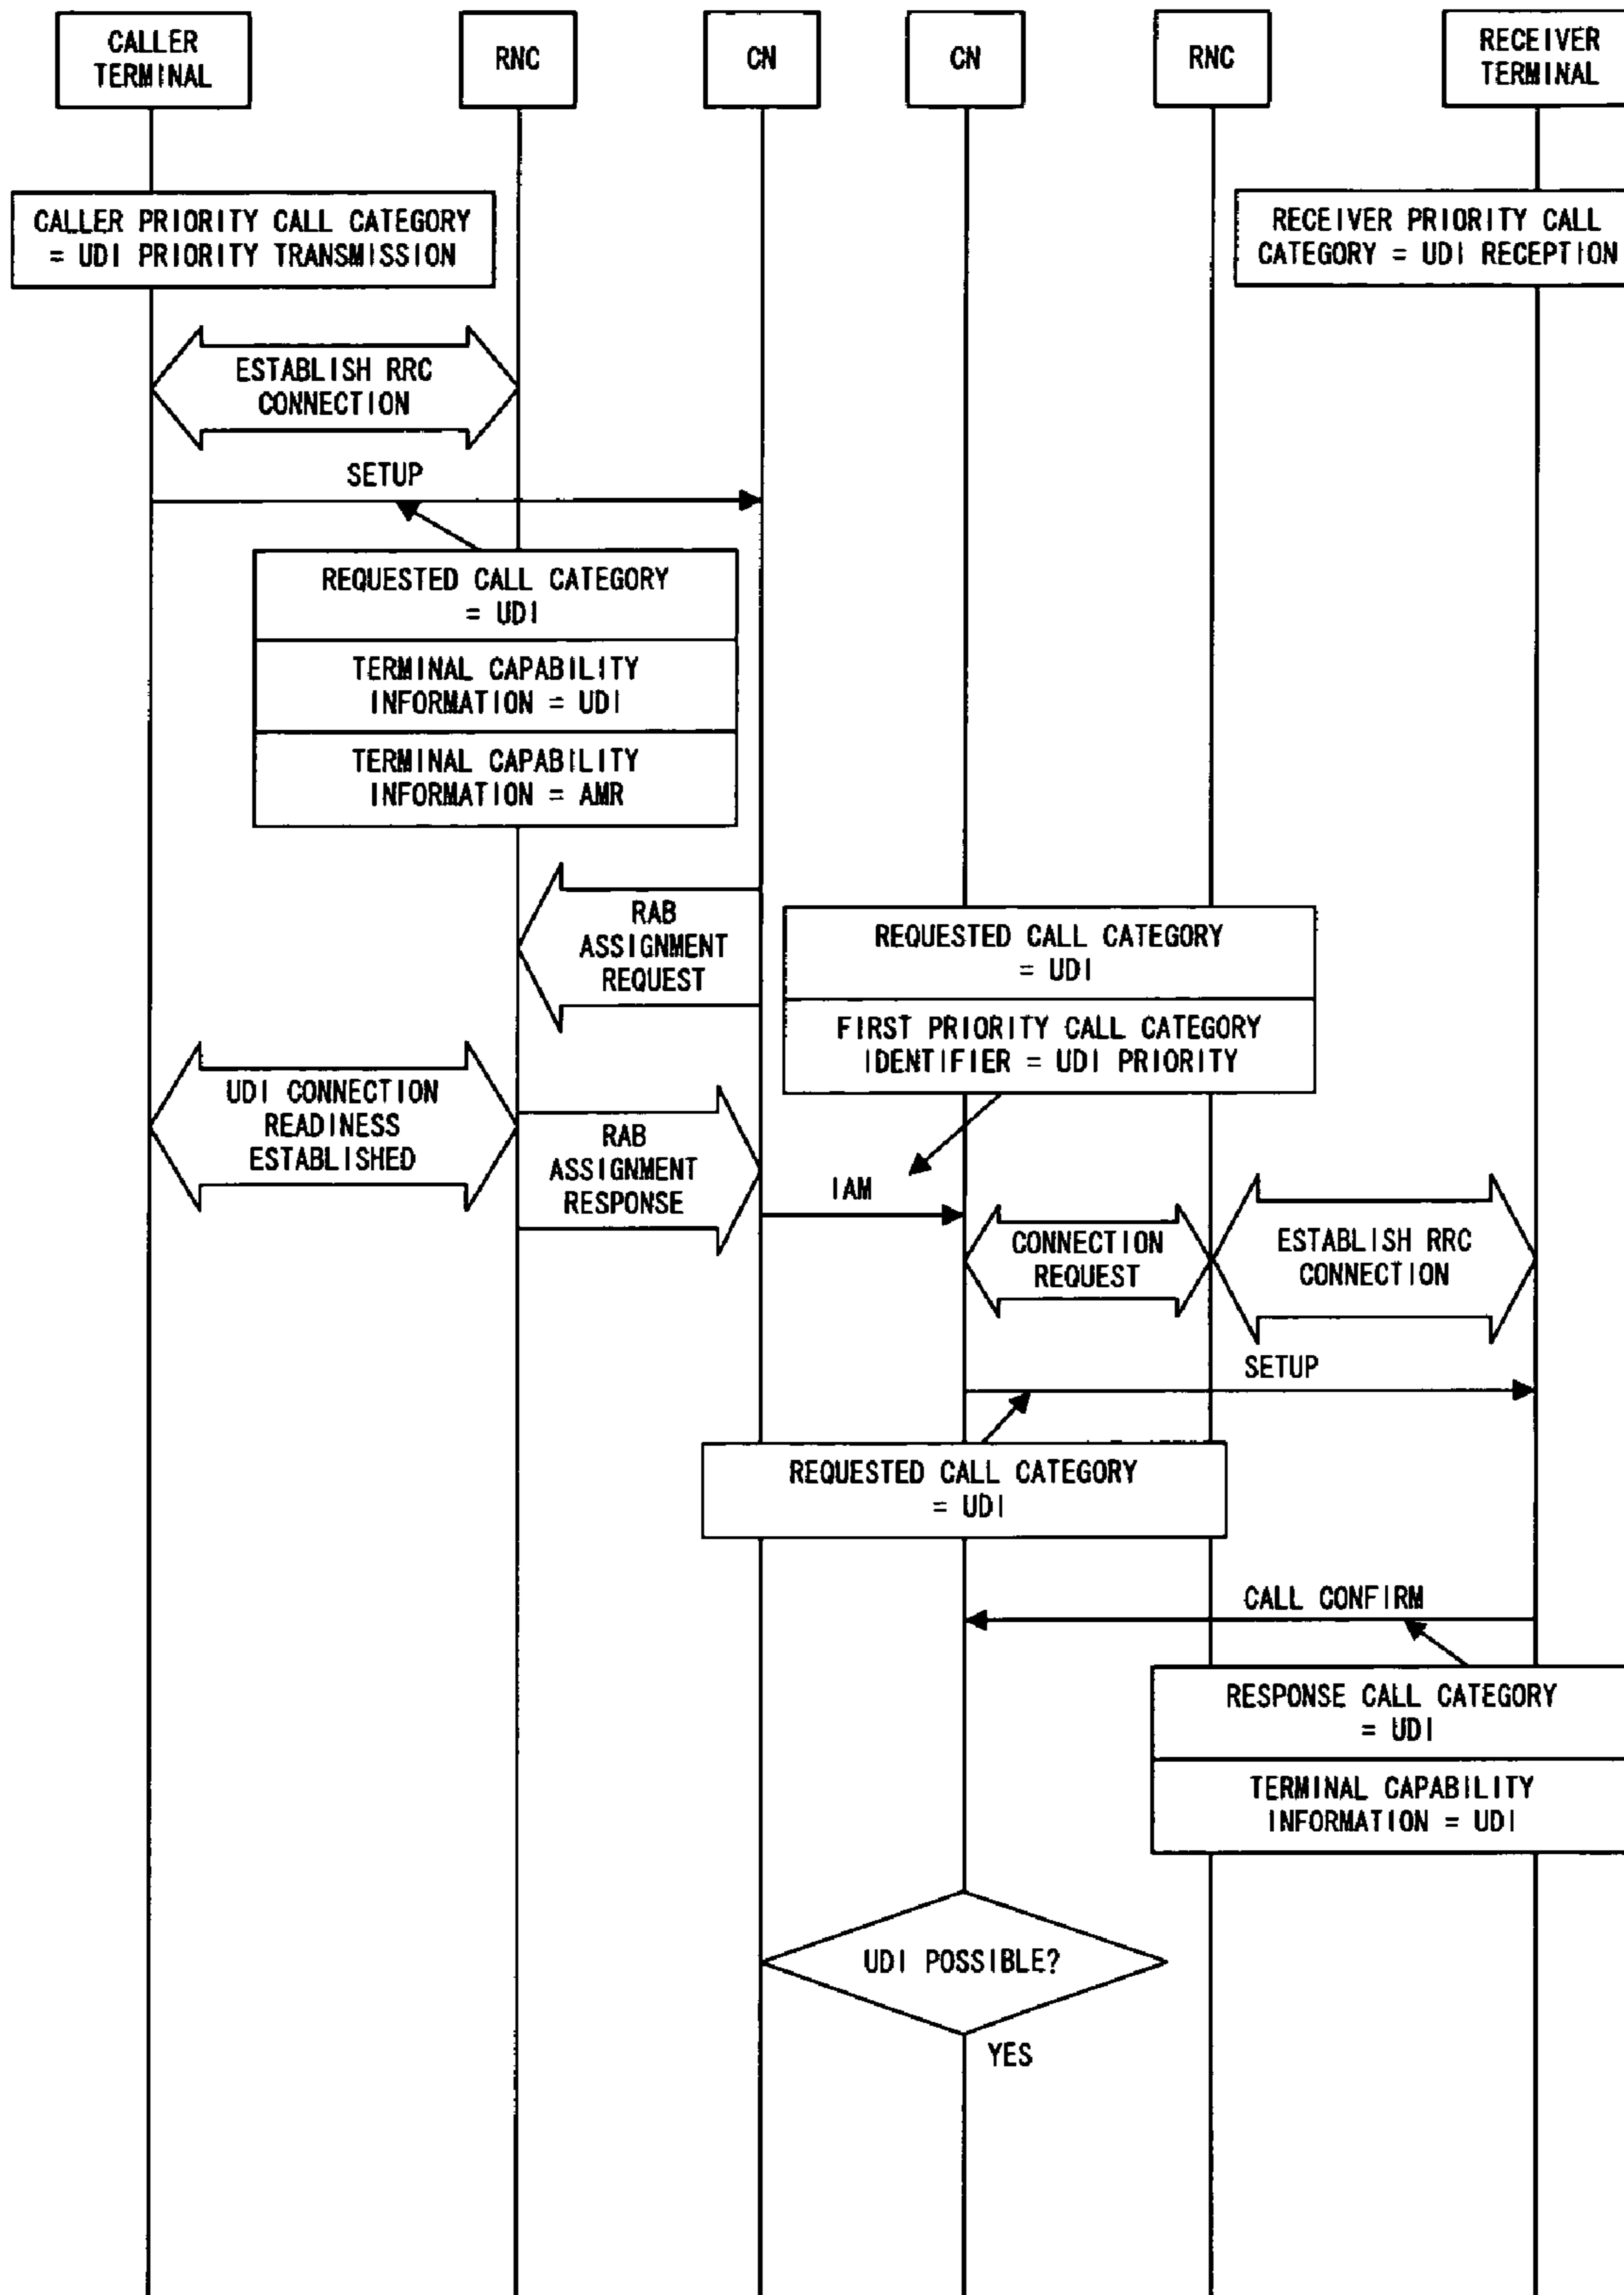 CALLER
TERMINAL
RNC
CN
CN
RNC
RECEIVER
TERMINAL
CALLER PRIORITY CALL CATEGORY
= UDI PRIORITY TRANSMISSION
RECEIVER PRIORITY CALL
CATEGORY = UDI RECEPTION
ESTABLISH RRC
CONNECTION
SETUP
REQUESTED CALL CATEGORY
= UDI
TERMINAL CAPABILITY
INFORMATION = UDI
TERMINAL CAPABILITY
INFORMATION = AMR
RAB
ASSIGNMENT
REQUEST
REQUESTED CALL CATEGORY
= UDI
FIRST PRIORITY CALL CATEGORY
IDENTIFIER = UDI PRIORITY
UDI CONNECTION
READINESS
ESTABLISHED
RAB
ASSIGNMENT
RESPONSE
IAM
CONNECTION
REQUEST
ESTABLISH RRC
CONNECTION
SETUP
REQUESTED CALL CATEGORY
= UDI
CALL CONFIRM
RESPONSE CALL CATEGORY
= UDI
TERMINAL CAPABILITY
INFORMATION = UDI
UDI POSSIBLE?
YES